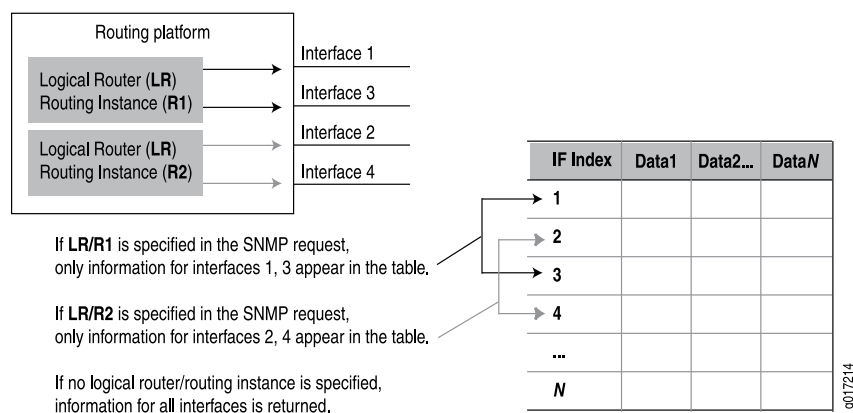 Routing platform
Logical Router (LR)
Routing Instance (R1)
Logical Router (LR)
Routing Instance (R2)
Interface 1
Interface 3
Interface 2
Interface 4
If LR/R1 is specified in the SNMP request,
only information for interfaces 1, 3 appear in the table.
If LR/R2 is specified in the SNMP request,
only information for interfaces 2, 4 appear in the table.
If no logical router/routing instance is specified,
information for all interfaces is returned.
IF Index Data1 Data2... DataN
1
2
3
4
...
N
g017214